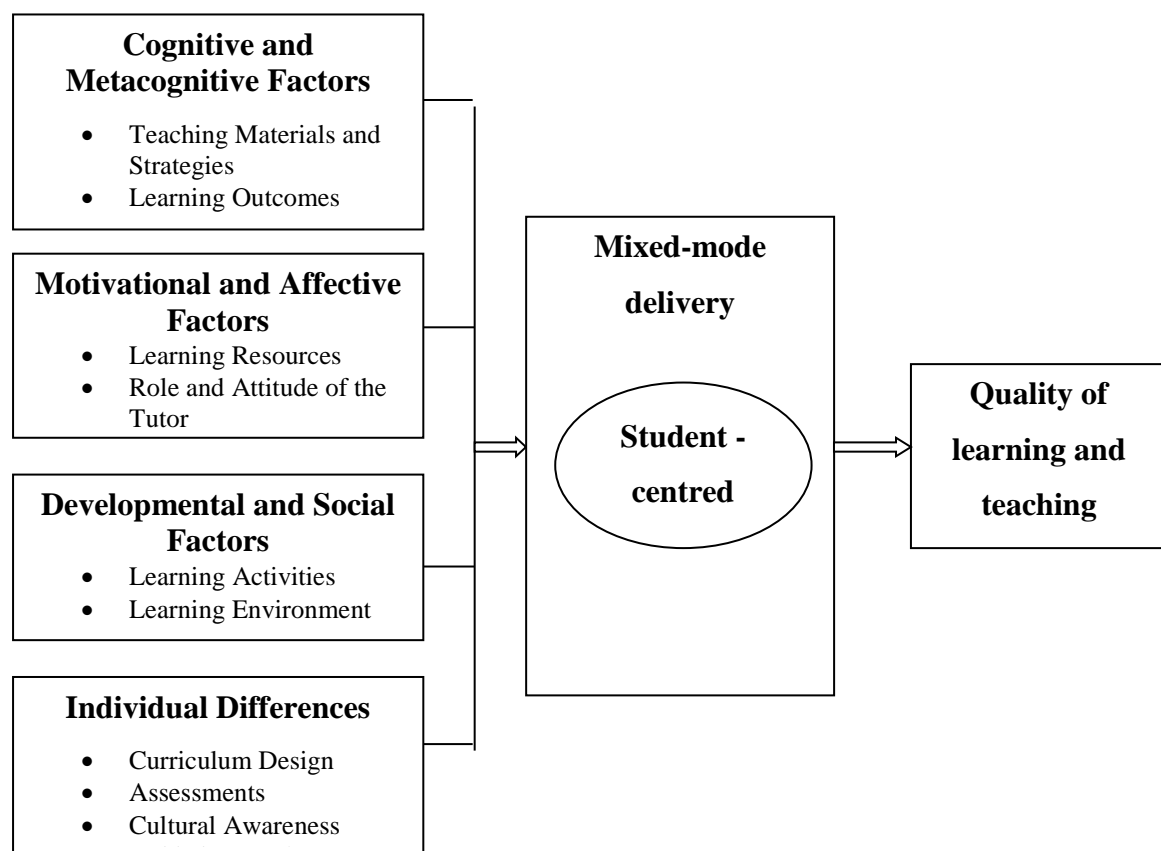 Cognitive and
Metacognitive Factors
• Teaching Materials and
Strategies
• Learning Outcomes
Motivational and Affective
Factors
• Learning Resources
• Role and Attitude of the
Tutor
Developmental and Social
Factors
• Learning Activities
• Learning Environment
Individual Differences
• Curriculum Design
• Assessments
• Cultural Awareness
Mixed-mode
delivery
Student -
centred
Quality of
learning and
teaching